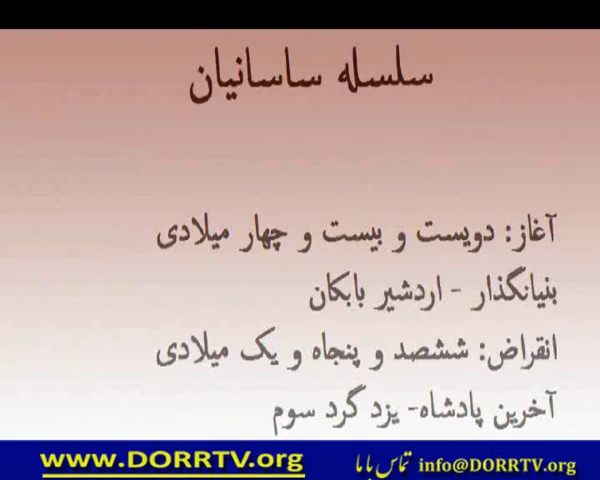 سلسله ساسانیان
آغاز: دویست و بیست و چهار میلادی
بنیانگذار - اردشیر بابکان
انقراض: ششصد و پنجاه و یک میلادی
آخرین پادشاه- یزد گرد سوم
www.DORRTV.org تماس با ما info@DORRTV.org